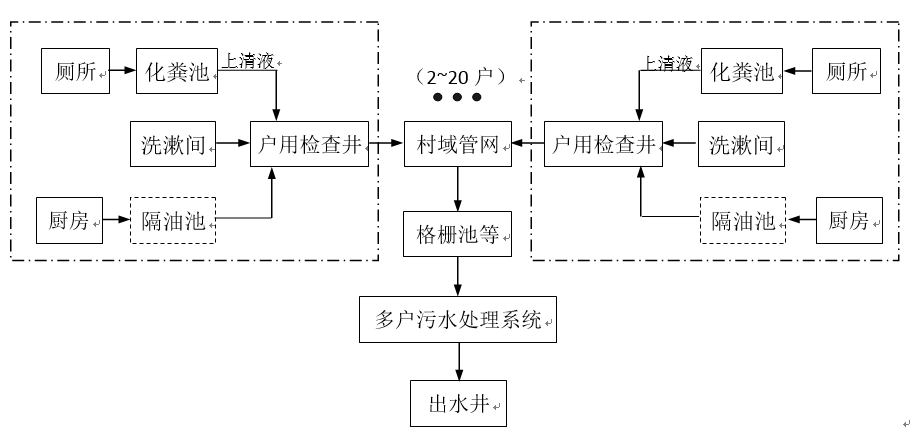 厕所
化粪池
上清液
（2~20 户）
上清液
化粪池
厕所
洗漱间
户用检查井
村域管网
户用检查井
洗漱间
厨房
隔油池
隔油池
厨房
格栅池等
多户污水处理系统
出水井